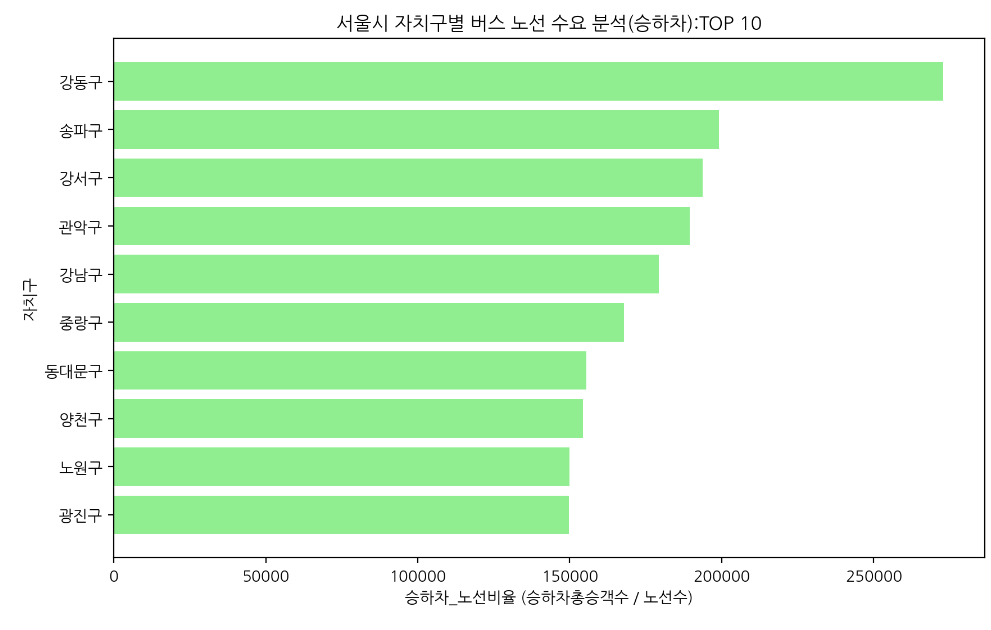 서울시 자치구별 버스 노선 수요 분석(승하차):TOP 10
자치구
강동구
송파구
강서구
관악구
강남구
중랑구
동대문구
양천구
노원구
광진구
0 50000 100000 150000 200000 250000
승하차_노선비율 (승하차총승객수 / 노선수)